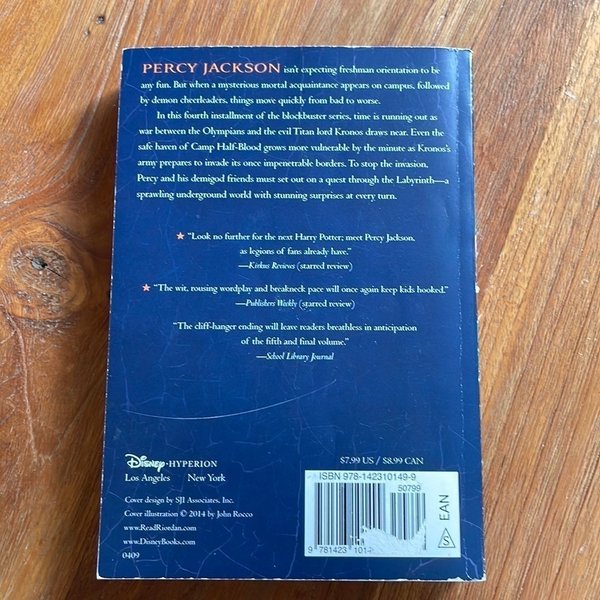 PERCY JACKSON isn't expecting freshman orientation to be
any fun. But when a mysterious mortal acquaintance appears on campus, followed
by demon cheerleaders, things move quickly from bad to worse.
In this fourth installment of the blockbuster series, time is running out as
war between the Olympians and the evil Titan lord Kronos draws near. Even the
safe haven of Camp Half-Blood grows more vulnerable by the minute as Kronos's
army prepares to invade its once impenetrable borders. To stop the invasion,
Percy and his demigod friends must set out on a quest through the Labyrinth—a
sprawling underground world with stunning surprises at every turn.
★ "Look no further for the next Harry Potter; meet Percy Jackson,
as legions of fans already have."
—Kirkus Reviews (starred review)
★ "The wit, rousing wordplay and breakneck pace will once again keep kids hooked."
—Publishers Weekly (starred review)
"The cliff-hanger ending will leave readers breathless in anticipation
of the fifth and final volume."
—School Library Journal
Disney · HYPERION
Los Angeles New York
Cover design by SJI Associates, Inc.
Cover illustration © 2014 by John Rocco
www.ReadRiordan.com
www.DisneyBooks.com
0409
$7.99 US / $8.99 CAN
ISBN 978-142310149-9
50799
9 781423 101
S EAN